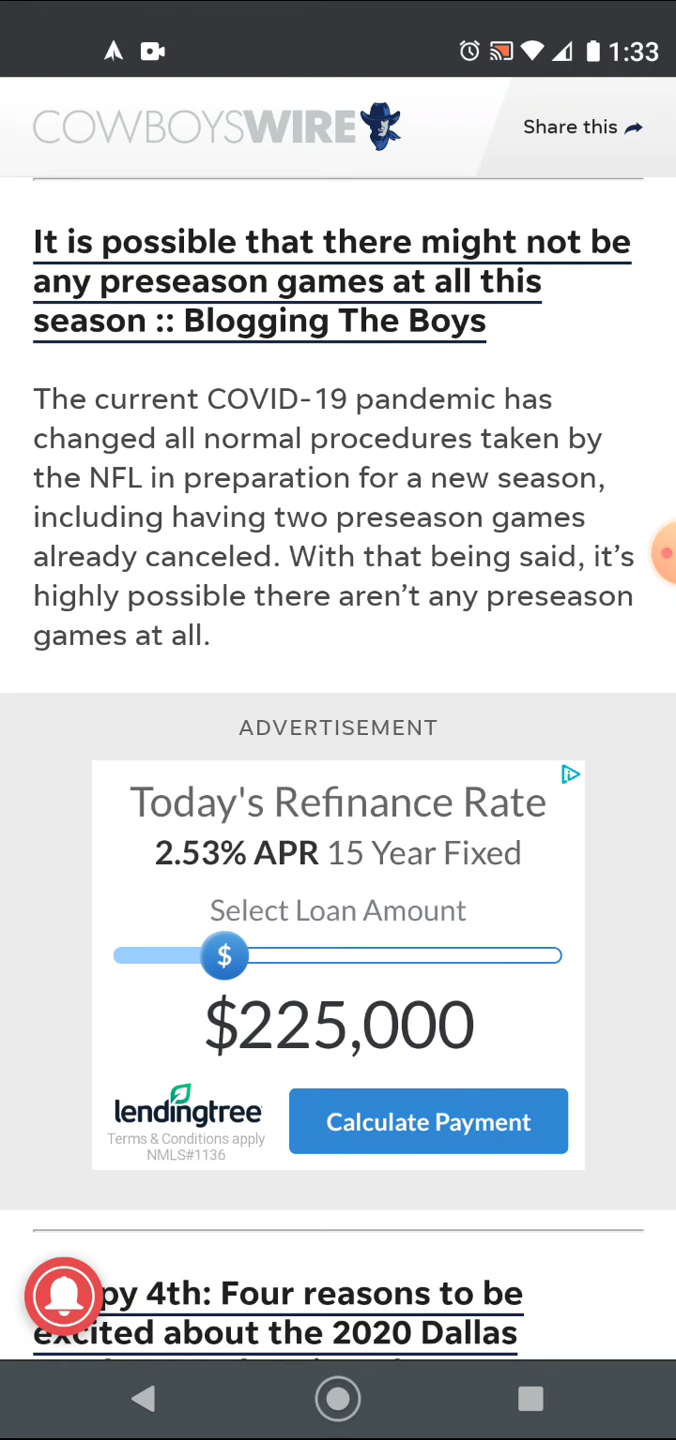 1:33
COWBOYSWIRE
Share this
It is possible that there might not be
any preseason games at all this
season :: Blogging The Boys
The current COVID-19 pandemic has
changed all normal procedures taken by
the NFL in preparation for a new season,
including having two preseason games
already canceled. With that being said, it's
highly possible there aren't any preseason
games at all.
ADVERTISEMENT
Today's Refinance Rate
2.53% APR 15 Year Fixed
Select Loan Amount
$
$225,000
lendingtree
Terms & Conditions apply
NMLS#1136
Calculate Payment
py 4th: Four reasons to be
excited about the 2020 Dallas